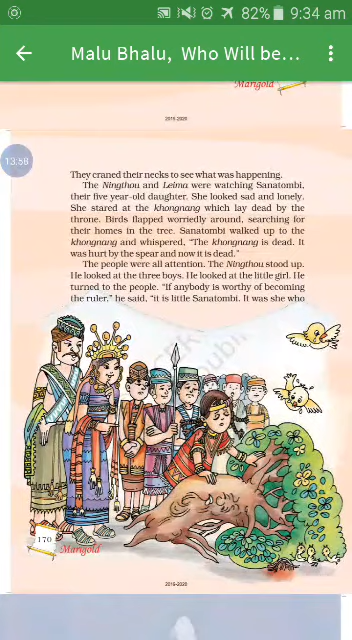 82% 9:34 am
Malu Bhalu, Who Will be...
Marigold
2019-2020
13:58
They craned their necks to see what was happening.
The Ningthou and Leima were watching Sanatombi,
their five year-old daughter. She looked sad and lonely.
She stared at the khongnang which lay dead by the
throne. Birds flapped worriedly around, searching for
their homes in the tree. Sanatombi walked up to the
khongnang and whispered, “The khongnang is dead. It
was hurt by the spear and now it is dead.”
The people were all attention. The Ningthou stood up.
He looked at the three boys. He looked at the little girl. He
turned to the people. “If anybody is worthy of becoming
the ruler,” he said, “it is little Sanatombi. It was she who
170
Marigold
2019-2020